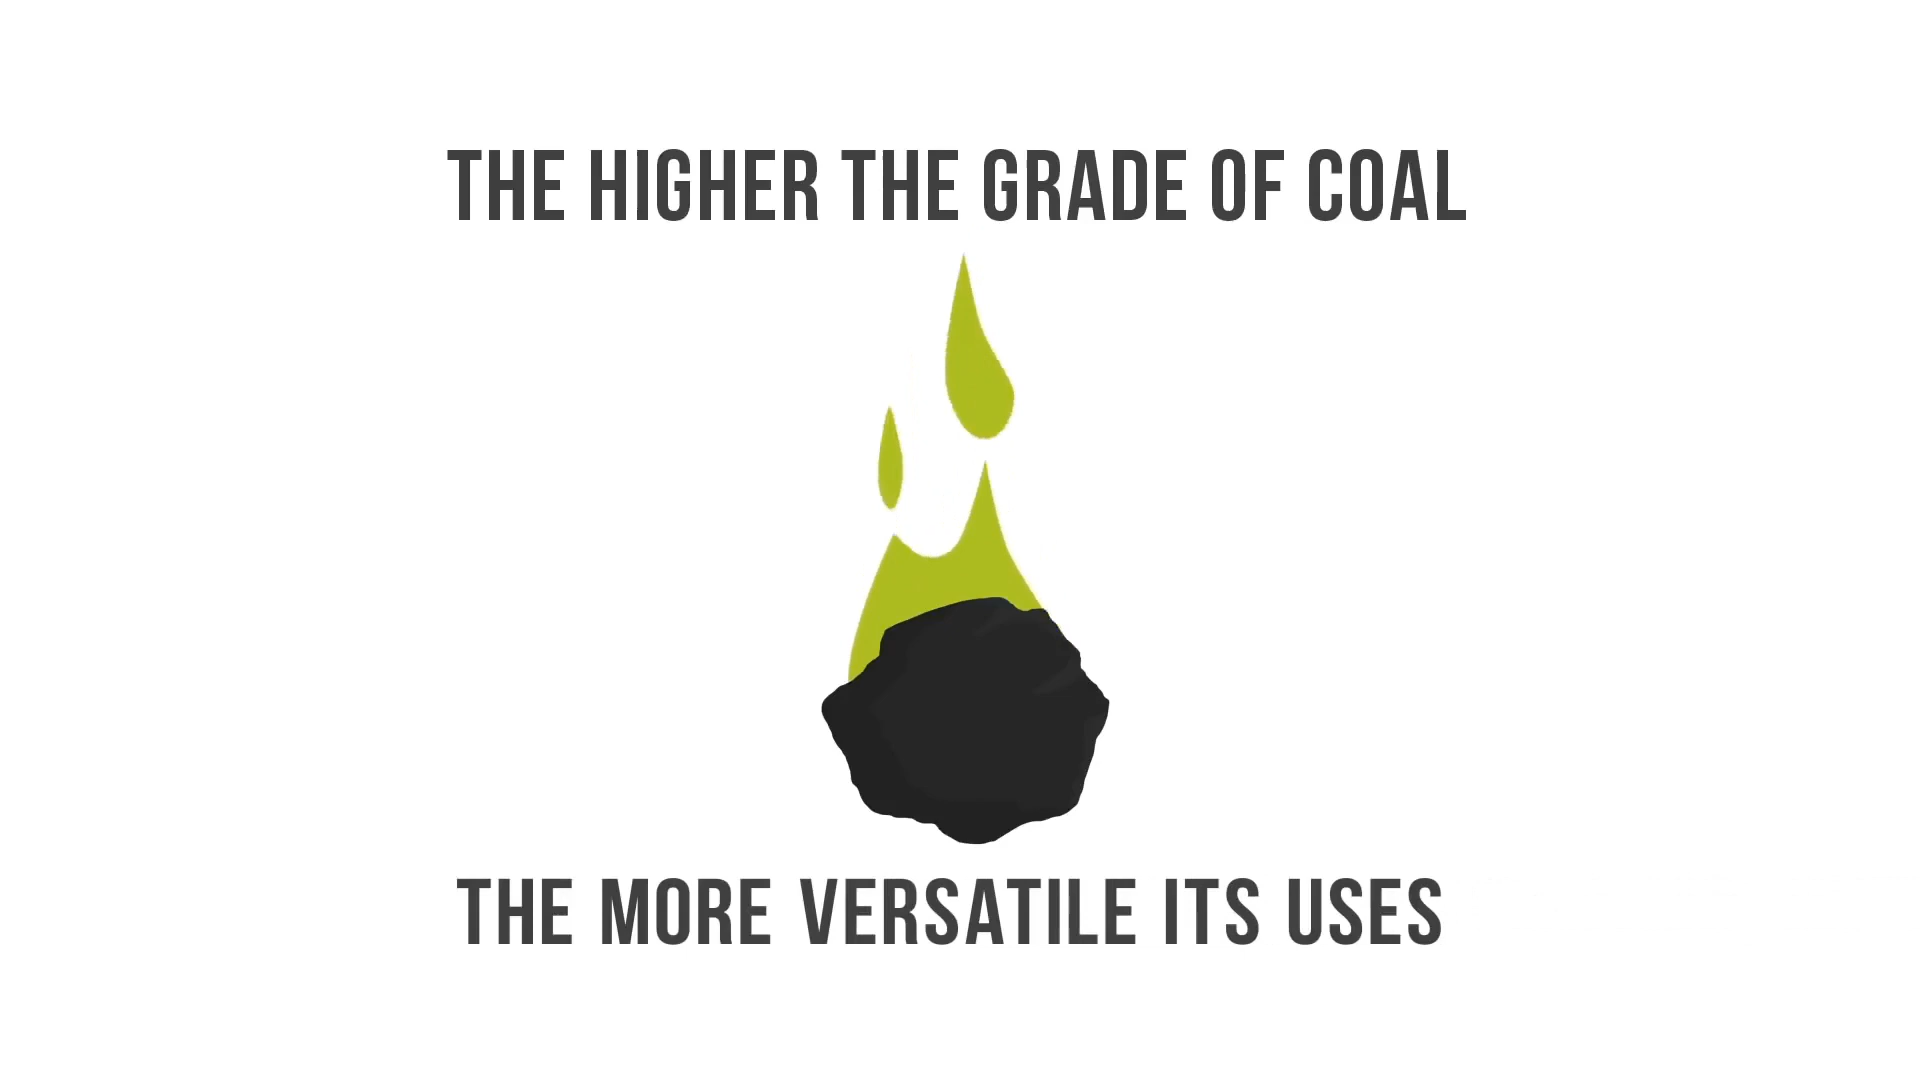 THE HIGHER THE GRADE OF COAL
THE MORE VERSATILE ITS USES